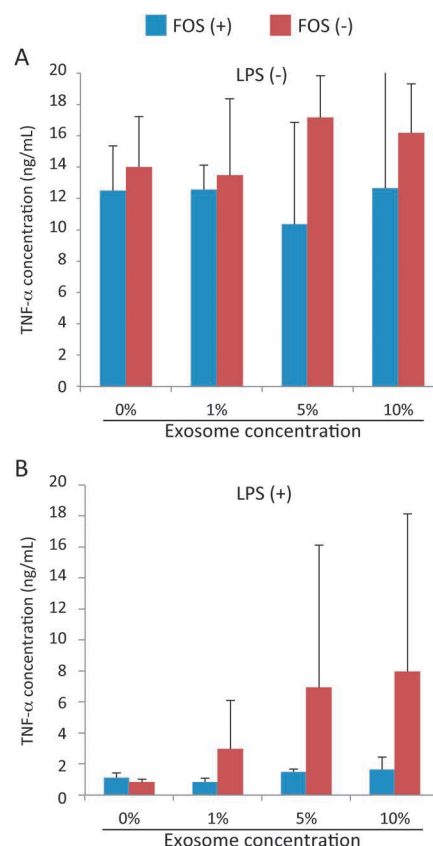 FOS (+) FOS (-)
A
LPS (-)
TNF-α concentration (ng/mL)
20
18
16
14
12
10
8
6
4
2
0
0% 1% 5% 10%
Exosome concentration
B
LPS (+)
TNF-α concentration (ng/mL)
20
18
16
14
12
10
8
6
4
2
0
0% 1% 5% 10%
Exosome concentration